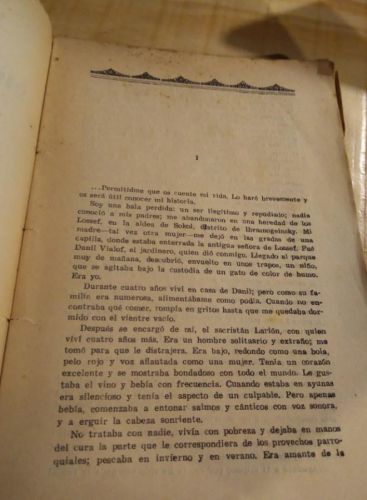 I
...Permitidme que os cuente mi vida. Lo haré brevemente y
os será útil conocer mi historia.
Soy una bala perdida: un ser ilegítimo y repudiado; nadie
conoció a mis padres; me abandonaron en una heredad de los
Lossef, en la aldea de Sokol, distrito de
Mi
madre—tal vez otra mujer—me dejó en las gradas de una
capilla, donde estaba enterrada la antigua señora de Lossef. Fué
Danil Vialof, el jardinero, quien dió conmigo. Llegado al parque
muy de mañana, descubrió, envuelto en unos trapos, un niño,
que se agitaba bajo la custodia de un gato de color de humo.
Era yo.
Durante cuatro años viví en casa de Danil; pero como su fa-
milia era numerosa, alimentábame como podía. Cuando no en-
contraba qué comer, rompía en gritos hasta que me quedaba dor-
mido con el vientre vacío.
Después se encargó de mí, el sacristán Larión, con quien
viví cuatro años más. Era un hombre solitario y extraño; me
tomó para que le distrajera. Era bajo, redondo como una bola,
pelo rojo y voz aflautada como una mujer. Tenía un corazón
excelente y se mostraba bondadoso con todo el mundo. Le gus-
taba el vino y bebía con frecuencia. Cuando estaba en ayunas
era silencioso y tenía el aspecto de un culpable. Pero apenas
bebía, comenzaba a entonar salmos y cánticos con voz sonora,
y a erguir la cabeza sonriente.
No trataba con nadie, vivía con pobreza y dejaba en manos
del cura la parte que le correspondiera de los provechos parro-
quiales; pescaba en invierno y en verano. Era amante de la